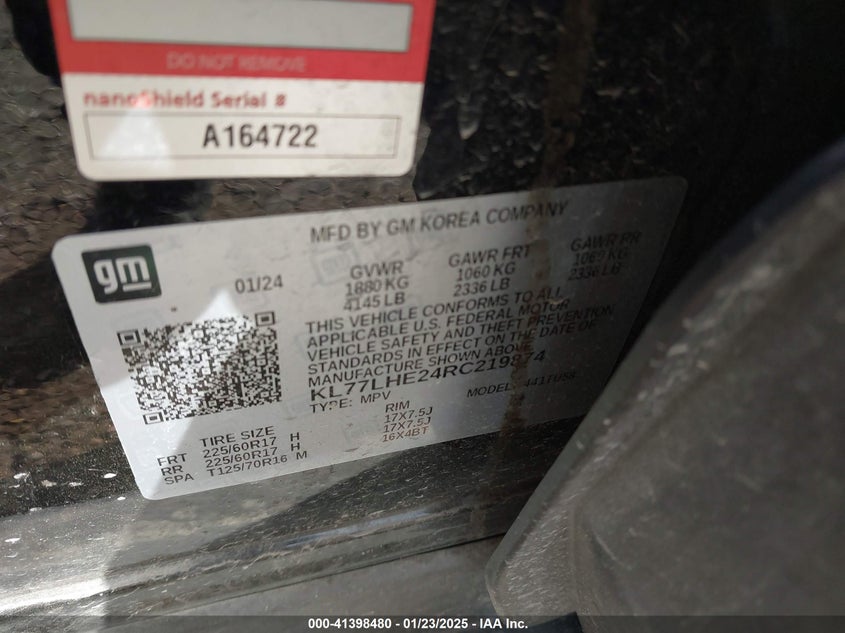 DO NOT REMOVE
nanoShield Serial #
A164722
MFD BY GM KOREA COMPANY
gm
01/24
GVWR GAWR FRT GAWR RR
1880 KG 1060 KG 1069 KG
4145 LB 2336 LB 2336 LB
THIS VEHICLE CONFORMS TO ALL
APPLICABLE U.S. FEDERAL MOTOR
VEHICLE SAFETY AND THEFT PREVENTION
STANDARDS IN EFFECT ON THE DATE OF
MANUFACTURE SHOWN ABOVE.
KL77LHE24RC219874
TYPE: MPV MODEL:
TIRE SIZE RIM
FRT 225/60R17 H 17X7.5J
RR 225/60R17 H 17X7.5J
SPA T125/70R16 M 16X4BT
000-41398480 — 01/23/2025 — IAA Inc.